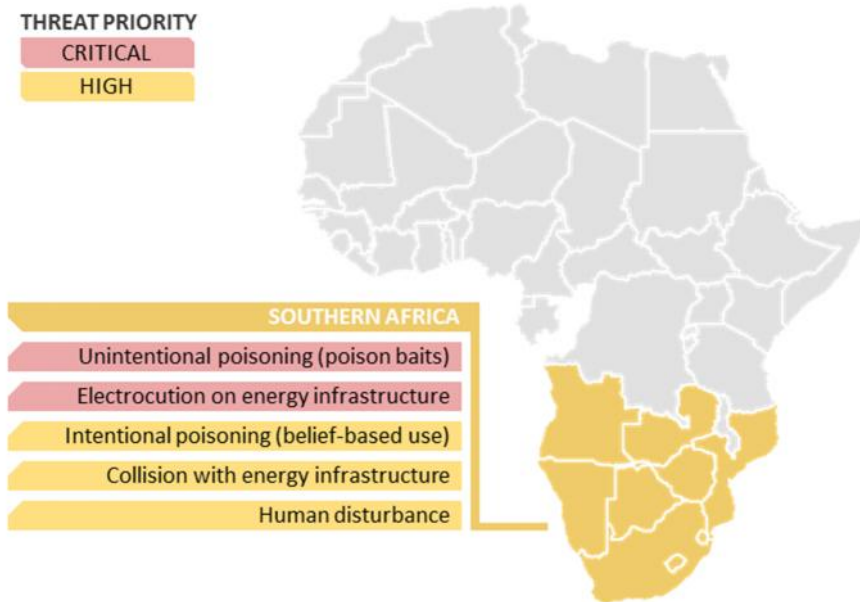 THREAT PRIORITY
CRITICAL
HIGH
SOUTHERN AFRICA
Unintentional poisoning (poison baits)
Electrocution on energy infrastructure
Intentional poisoning (belief-based use)
Collision with energy infrastructure
Human disturbance